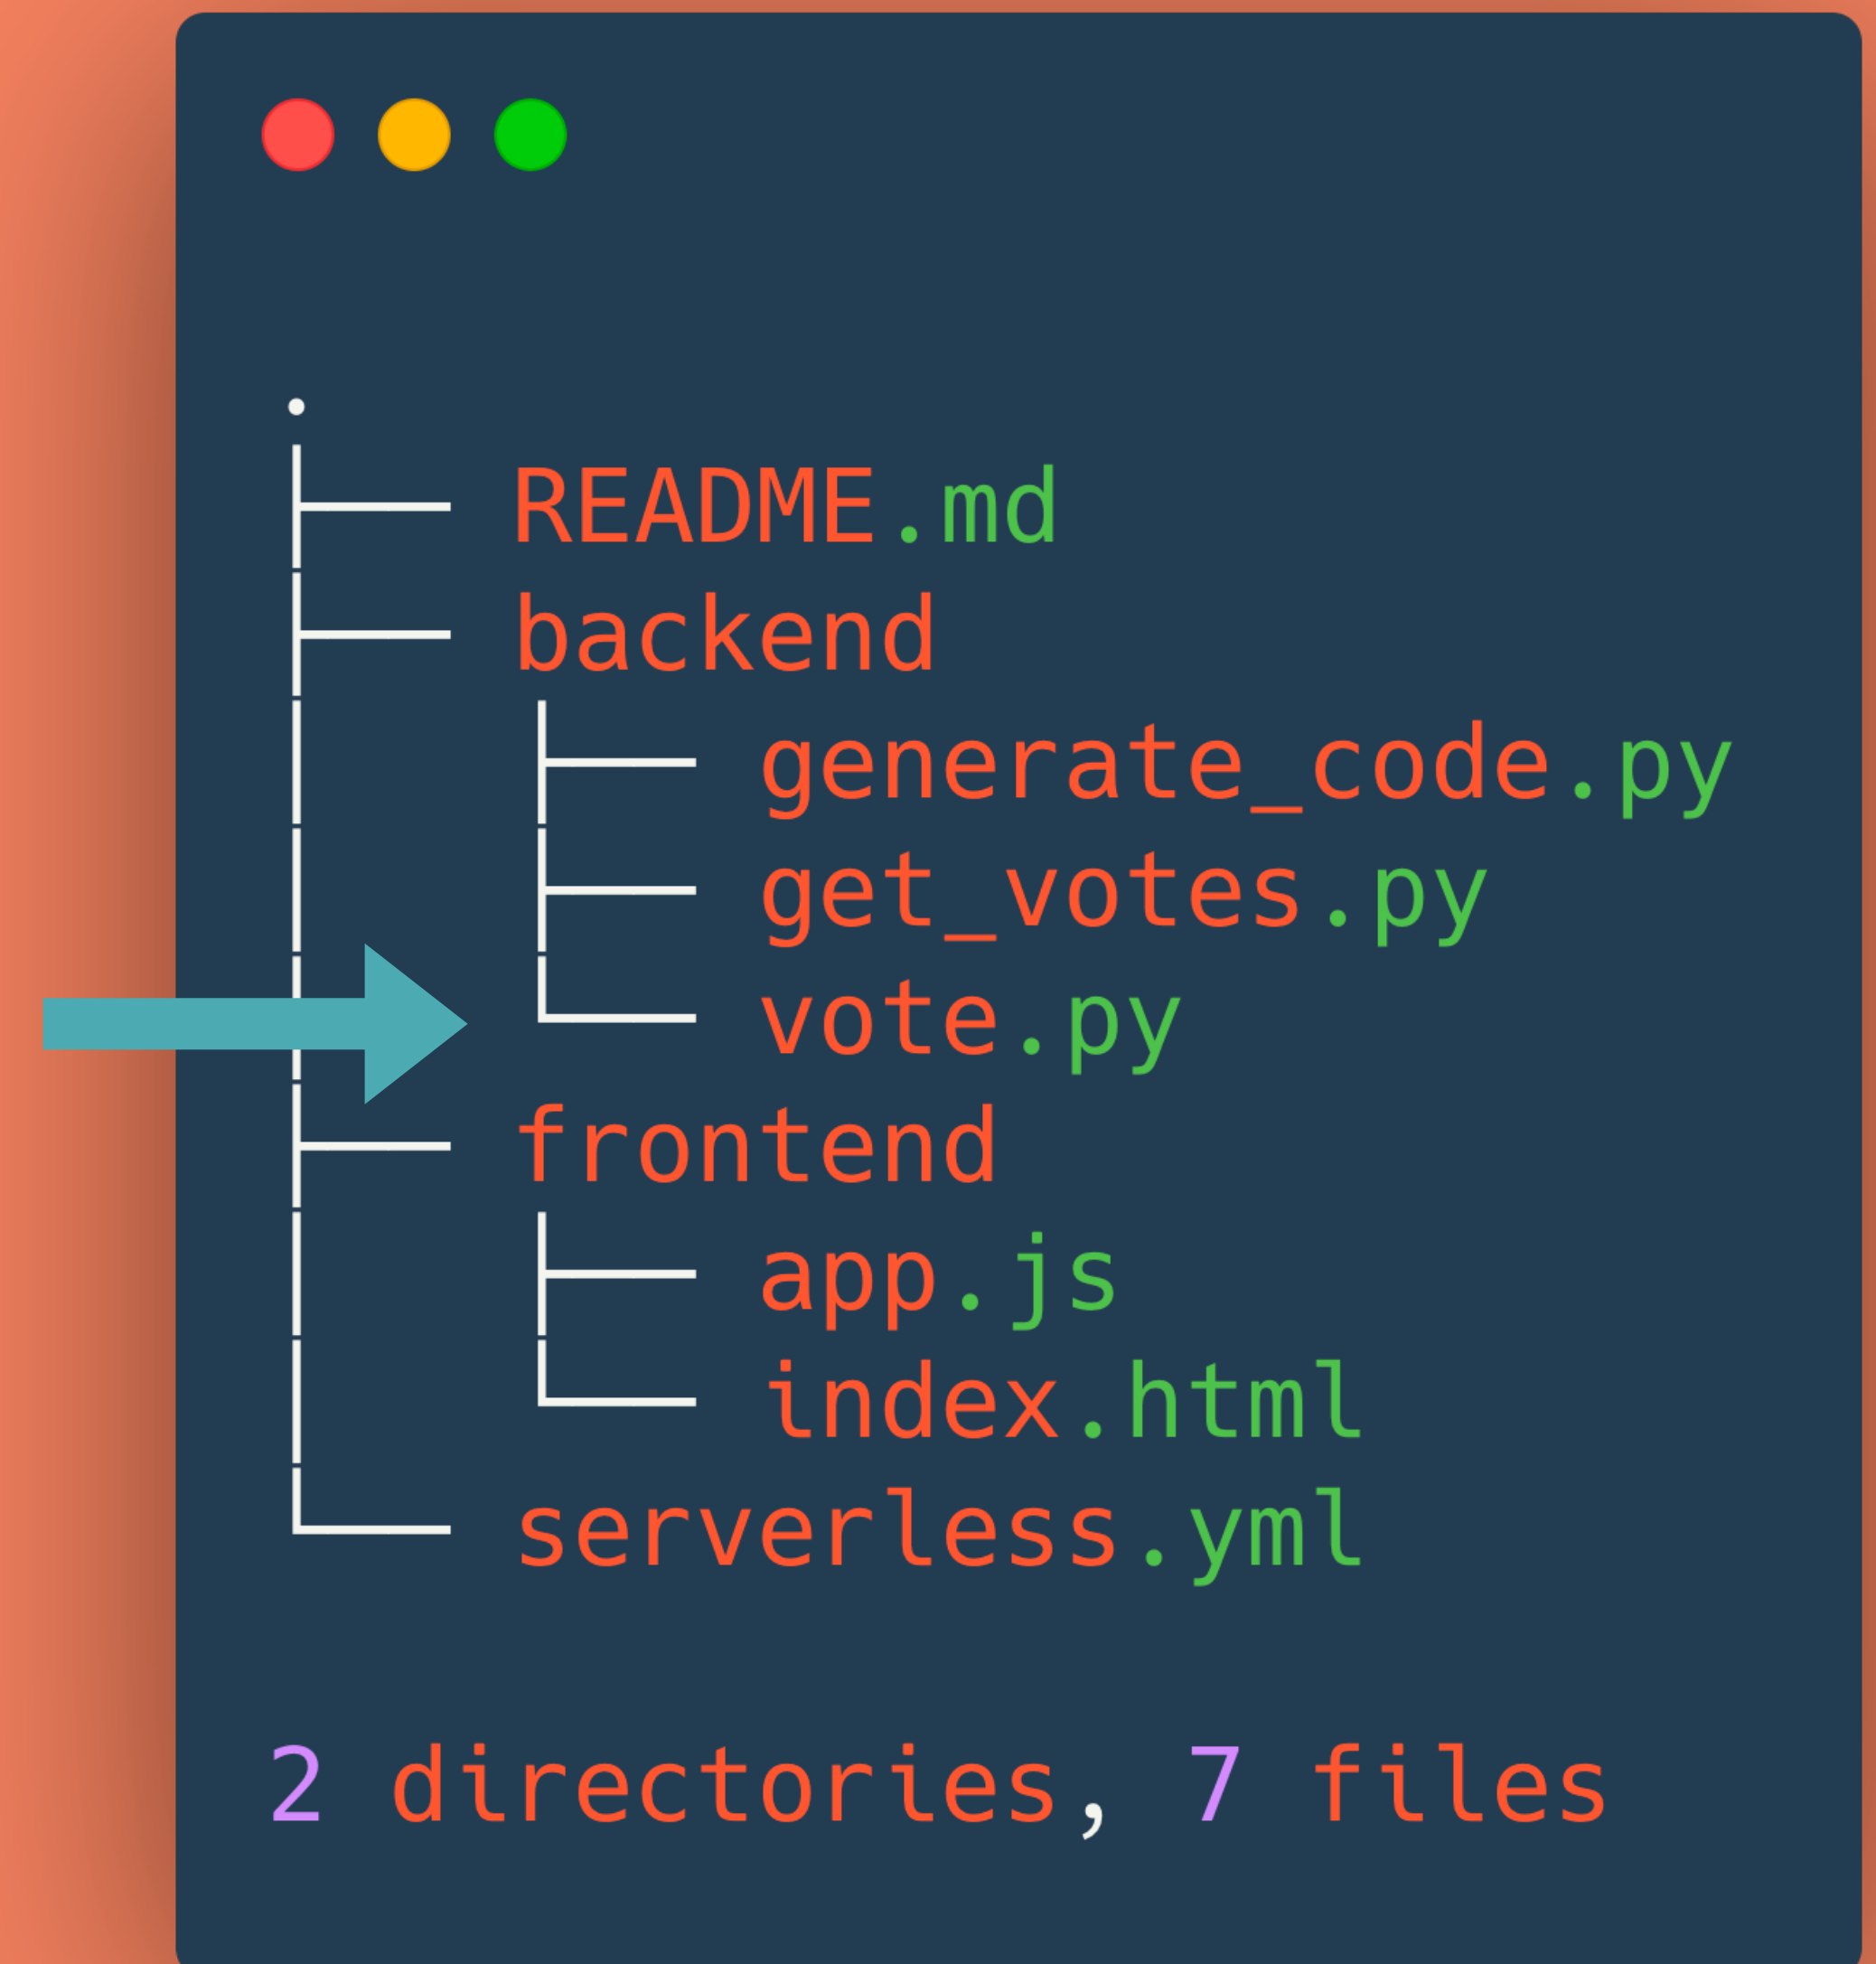 .
├── README.md
├── backend
│   ├── generate_code.py
│   ├── get_votes.py
│   └── vote.py
├── frontend
│   ├── app.js
│   └── index.html
└── serverless.yml
2 directories, 7 files